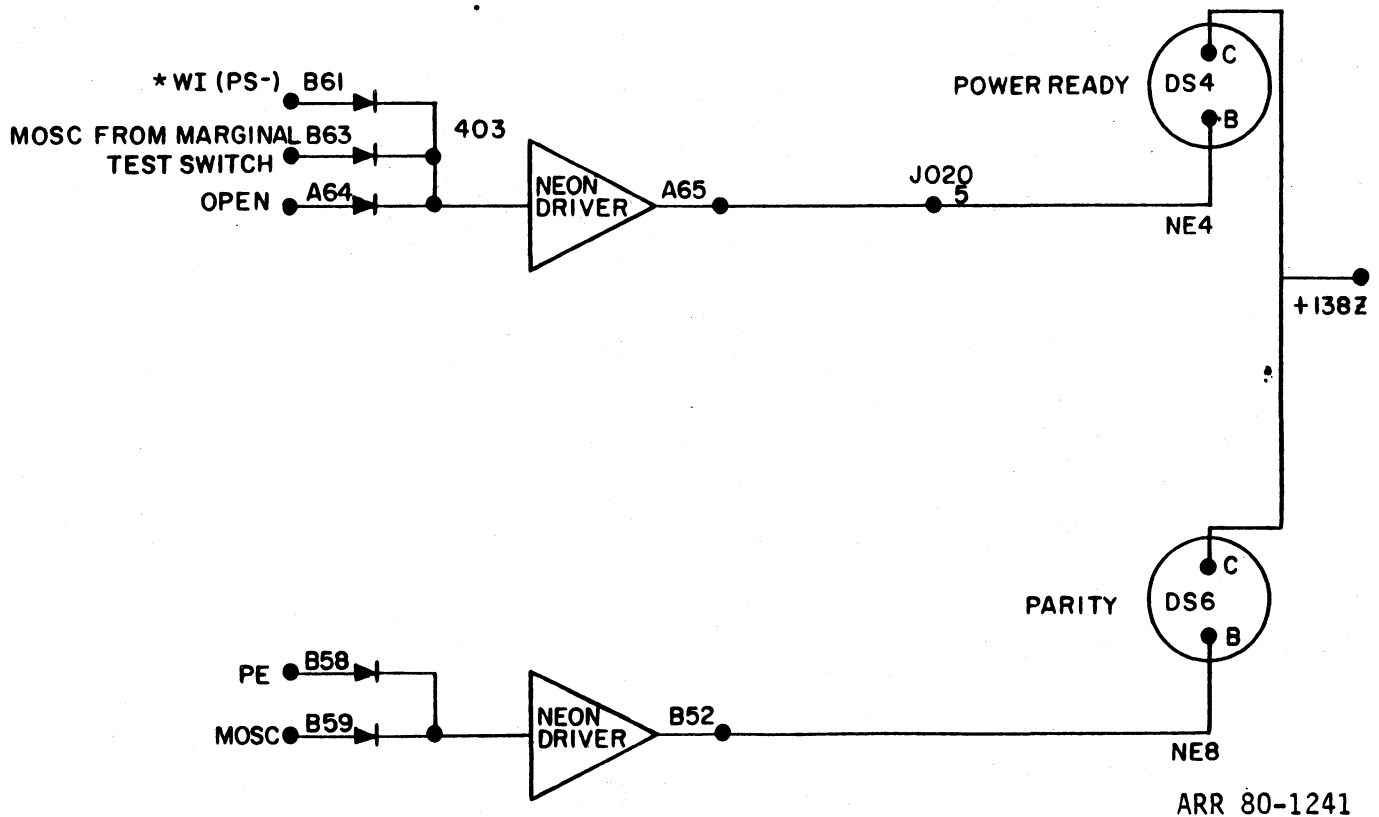 * WI (PS-) B61
MOSC FROM MARGINAL B63
TEST SWITCH
OPEN A64
403
NEON
DRIVER
A65
J020
5
POWER READY
C
DS4
B
NE4
+138Z
PARITY
C
DS6
B
PE B58
MOSC B59
NEON
DRIVER
B52
NE8
ARR 80-1241